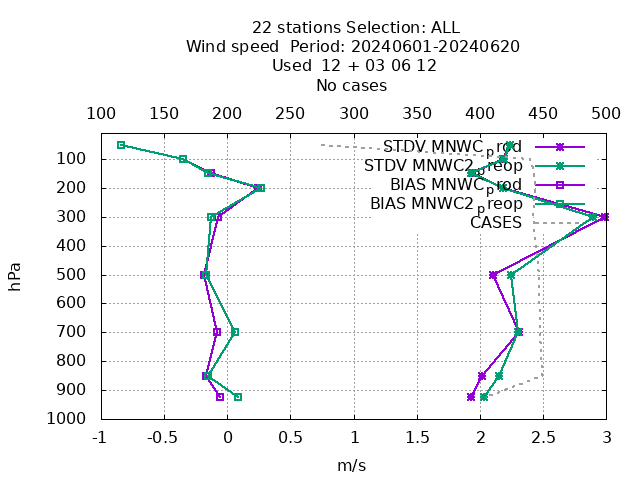 22 stations Selection: ALL
Wind speed  Period: 20240601-20240620
Used  12 + 03 06 12
No cases
100 150 200 250 300 350 400 450 500
STDV MNWC_prod
STDV MNWC2_preop
BIAS MNWC_prod
BIAS MNWC2_preop
CASES
hPa
100
200
300
400
500
600
700
800
900
1000
-1 -0.5 0 0.5 1 1.5 2 2.5 3
m/s